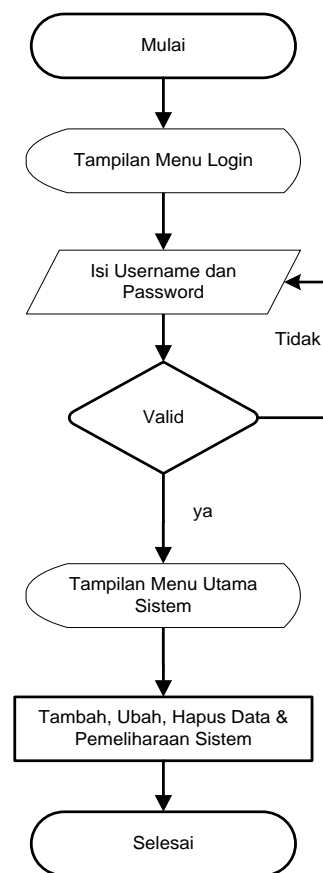 Mulai
Tampilan Menu Login
Isi Username dan
Password
Tidak
Valid
ya
Tampilan Menu Utama
Sistem
Tambah, Ubah, Hapus Data &
Pemeliharaan Sistem
Selesai